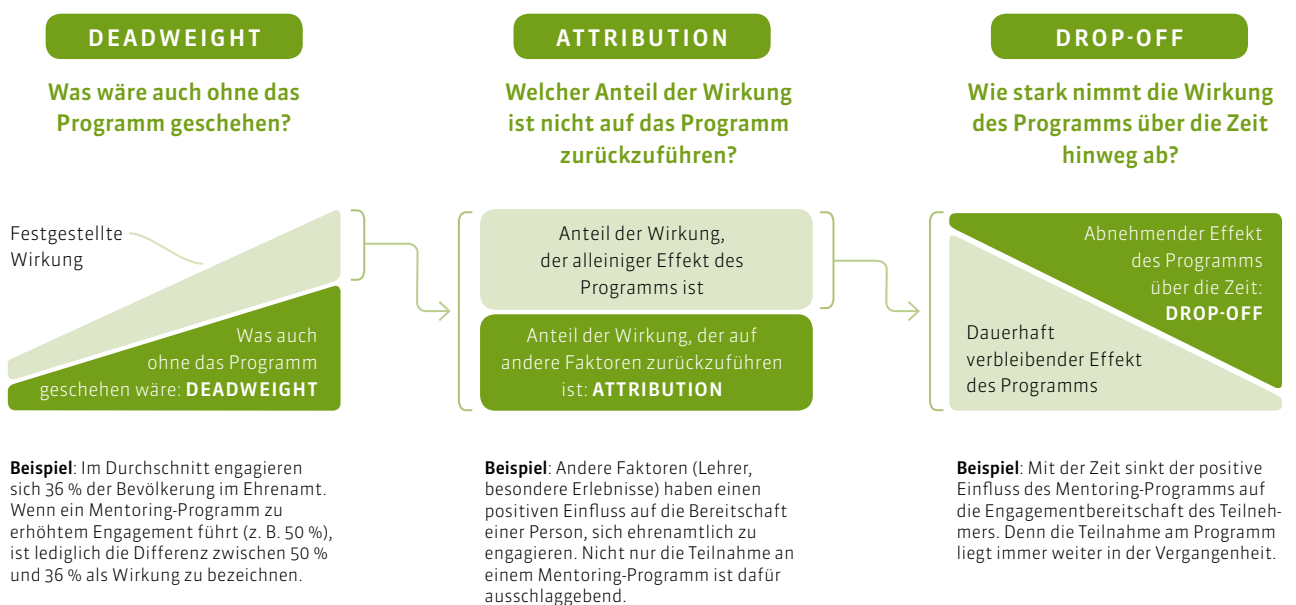 DEADWEIGHT
Was wäre auch ohne das
Programm geschehen?
Festgestellte
Wirkung
Was auch
ohne das Programm
geschehen wäre: DEADWEIGHT
Beispiel: Im Durchschnitt engagieren
sich 36 % der Bevölkerung im Ehrenamt.
Wenn ein Mentoring-Programm zu
erhöhtem Engagement führt (z. B. 50 %),
ist lediglich die Differenz zwischen 50 %
und 36 % als Wirkung zu bezeichnen.
ATTRIBUTION
Welcher Anteil der Wirkung
ist nicht auf das Programm
zurückzuführen?
Anteil der Wirkung,
der alleiniger Effekt des
Programms ist
Anteil der Wirkung, der auf
andere Faktoren zurückzuführen
ist: ATTRIBUTION
Beispiel: Andere Faktoren (Lehrer,
besondere Erlebnisse) haben einen
positiven Einfluss auf die Bereitschaft
einer Person, sich ehrenamtlich zu
engagieren. Nicht nur die Teilnahme an
einem Mentoring-Programm ist dafür
ausschlaggebend.
DROP-OFF
Wie stark nimmt die Wirkung
des Programms über die Zeit
hinweg ab?
Abnehmender Effekt
des Programms
über die Zeit:
DROP-OFF
Dauerhaft
verbleibender Effekt
des Programms
Beispiel: Mit der Zeit sinkt der positive
Einfluss des Mentoring-Programms auf
die Engagementbereitschaft des Teilneh-
mers. Denn die Teilnahme am Programm
liegt immer weiter in der Vergangenheit.